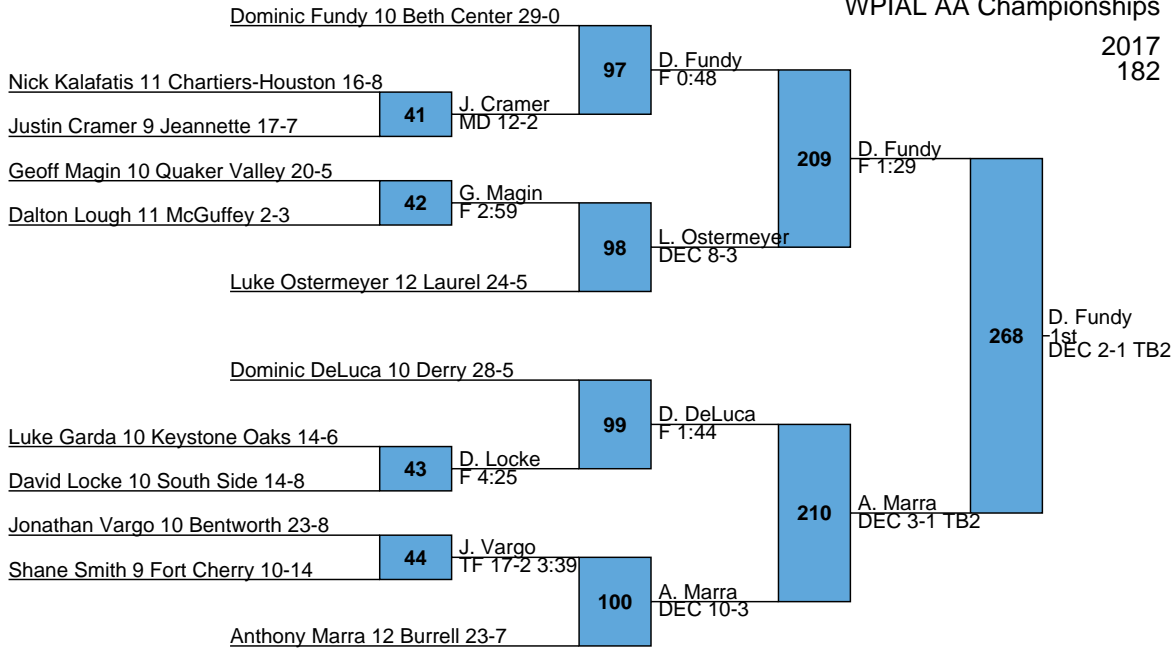 WPIAL AA Championships
2017
182
Dominic Fundy 10 Beth Center 29-0
97
D. Fundy
F 0:48
Nick Kalafatis 11 Chartiers-Houston 16-8
41
J. Cramer
MD 12-2
Justin Cramer 9 Jeannette 17-7
209
D. Fundy
F 1:29
Geoff Magin 10 Quaker Valley 20-5
42
G. Magin
F 2:59
Dalton Lough 11 McGuffey 2-3
98
L. Ostermeyer
DEC 8-3
Luke Ostermeyer 12 Laurel 24-5
268
D. Fundy
1st
DEC 2-1 TB2
Dominic DeLuca 10 Derry 28-5
99
D. DeLuca
F 1:44
Luke Garda 10 Keystone Oaks 14-6
43
D. Locke
F 4:25
David Locke 10 South Side 14-8
210
A. Marra
DEC 3-1 TB2
Jonathan Vargo 10 Bentworth 23-8
44
J. Vargo
TF 17-2 3:39
Shane Smith 9 Fort Cherry 10-14
100
A. Marra
DEC 10-3
Anthony Marra 12 Burrell 23-7